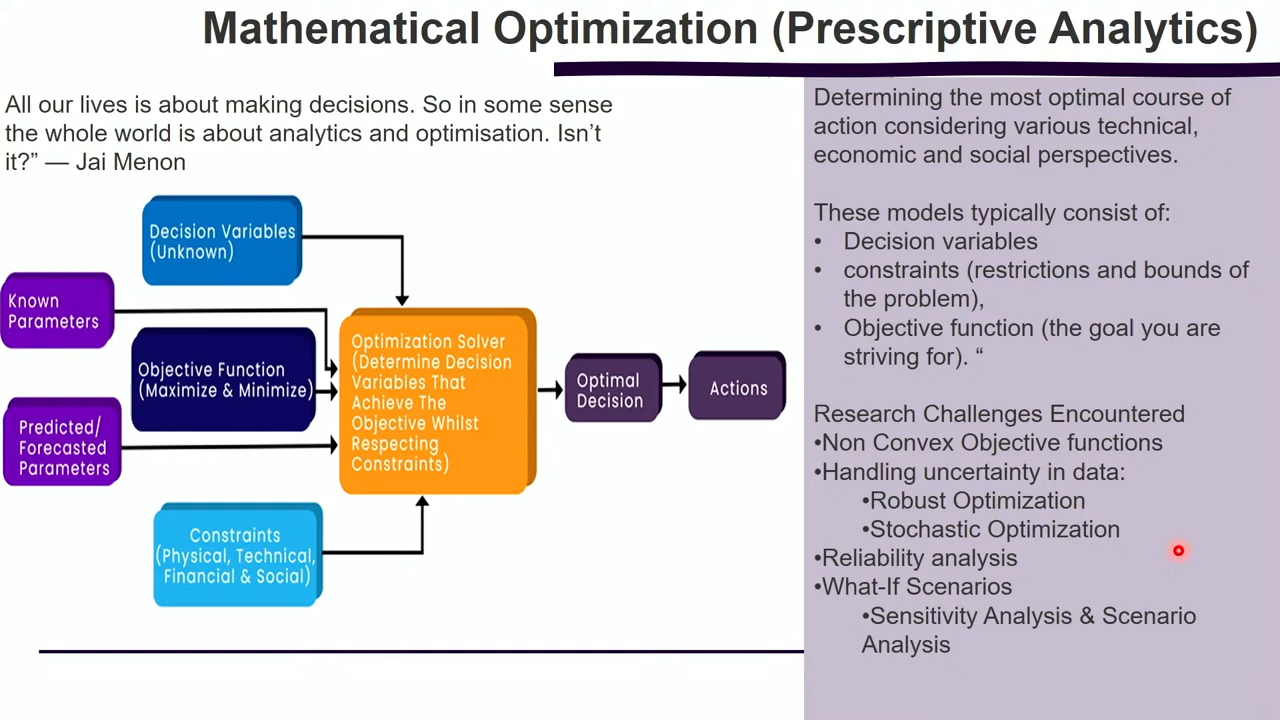 Mathematical Optimization (Prescriptive Analytics)
All our lives is about making decisions. So in some sense
the whole world is about analytics and optimisation. Isn’t
it?” — Jai Menon
Decision Variables
(Unknown)
Known
Parameters
Objective Function
(Maximize & Minimize)
Predicted/
Forecasted
Parameters
Constraints
(Physical, Technical,
Financial & Social)
Optimization Solver
(Determine Decision
Variables That
Achieve The
Objective Whilst
Respecting
Constraints)
Optimal
Decision
Actions
Determining the most optimal course of
action considering various technical,
economic and social perspectives.
These models typically consist of:
• Decision variables
• constraints (restrictions and bounds of
the problem),
• Objective function (the goal you are
striving for). “
Research Challenges Encountered
•Non Convex Objective functions
•Handling uncertainty in data:
•Robust Optimization
•Stochastic Optimization
•Reliability analysis
•What-If Scenarios
•Sensitivity Analysis & Scenario
Analysis